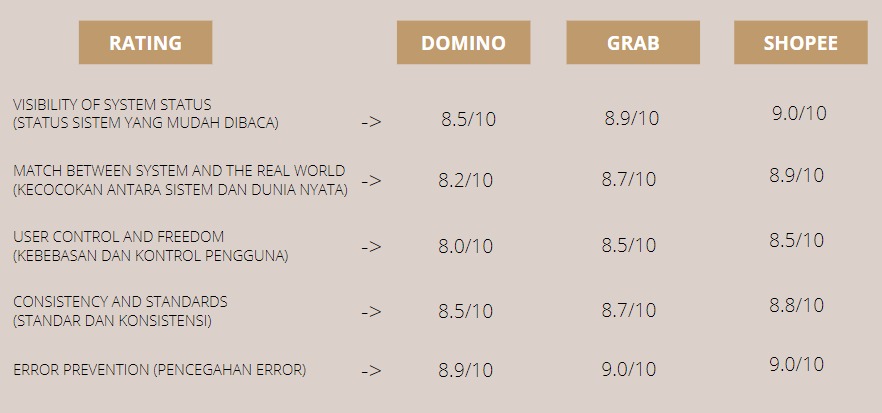 RATING DOMINO GRAB SHOPEE
VISIBILITY OF SYSTEM STATUS
(STATUS SISTEM YANG MUDAH DIBACA) -> 8.5/10 8.9/10 9.0/10
MATCH BETWEEN SYSTEM AND THE REAL WORLD
(KECOCOKAN ANTARA SISTEM DAN DUNIA NYATA) -> 8.2/10 8.7/10 8.9/10
USER CONTROL AND FREEDOM
(KEBEBASAN DAN KONTROL PENGGUNA) -> 8.0/10 8.5/10 8.5/10
CONSISTENCY AND STANDARDS
(STANDAR DAN KONSISTENSI) -> 8.5/10 8.7/10 8.8/10
ERROR PREVENTION (PENCEGAHAN ERROR) -> 8.9/10 9.0/10 9.0/10